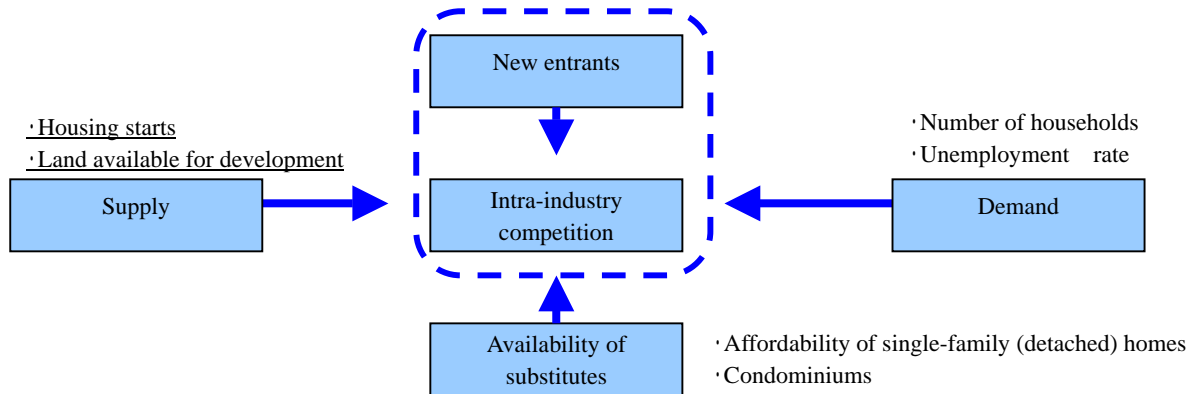 New entrants
·Housing starts
·Land available for development
·Number of households
·Unemployment rate
Supply
Intra-industry
competition
Demand
Availability of
substitutes
·Affordability of single-family (detached) homes
·Condominiums